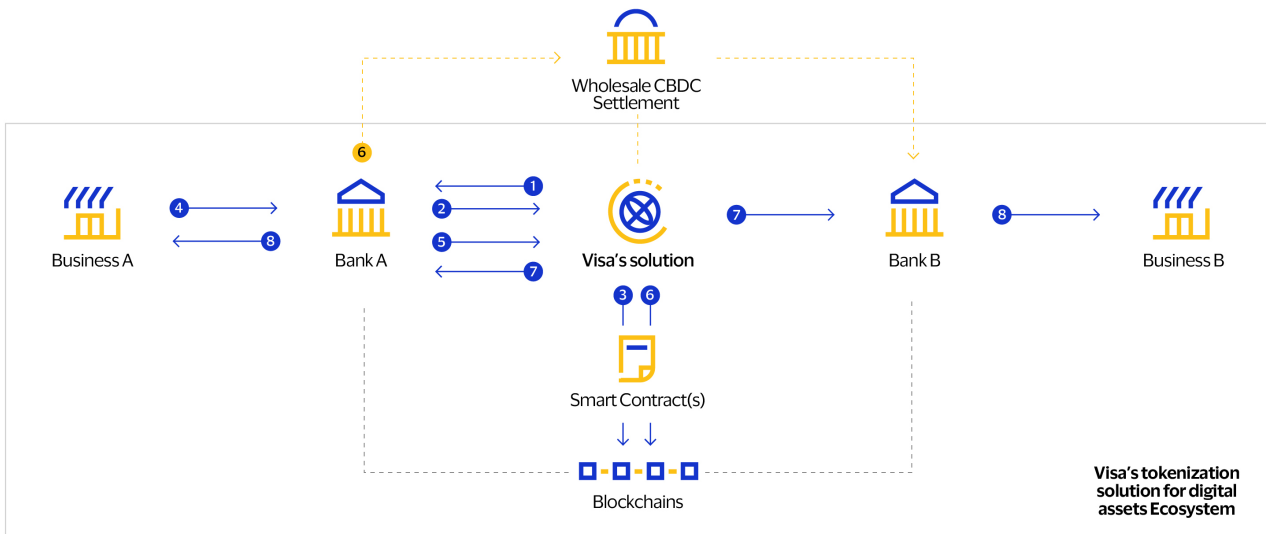 Wholesale CBDC
Settlement
6
1
4
2
7
8
8
5
7
Business A
Bank A
Visa's solution
Bank B
Business B
3
6
Smart Contract(s)
Blockchains
Visa's tokenization
solution for digital
assets Ecosystem